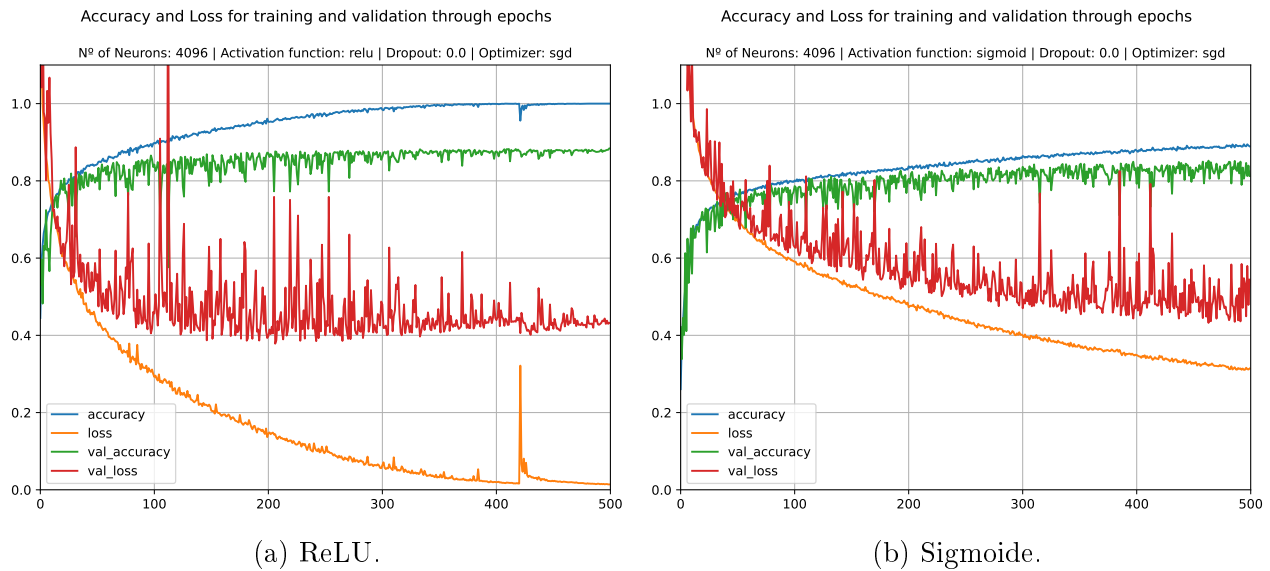 Accuracy and Loss for training and validation through epochs
Nº of Neurons: 4096 | Activation function: relu | Dropout: 0.0 | Optimizer: sgd
1.0
0.8
0.6
0.4
0.2
0.0
accuracy
loss
val_accuracy
val_loss
0 100 200 300 400 500
(a) ReLU.
Accuracy and Loss for training and validation through epochs
Nº of Neurons: 4096 | Activation function: sigmoid | Dropout: 0.0 | Optimizer: sgd
1.0
0.8
0.6
0.4
0.2
0.0
accuracy
loss
val_accuracy
val_loss
0 100 200 300 400 500
(b) Sigmoide.